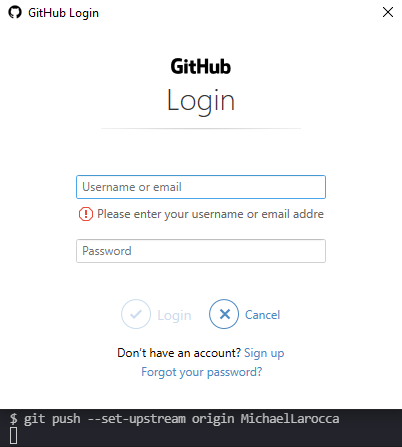 GitHub Login
GitHub
Login
Username or email
Please enter your username or email addre
Password
Login Cancel
Don't have an account? Sign up
Forgot your password?
$ git push --set-upstream origin MichaelLarocca